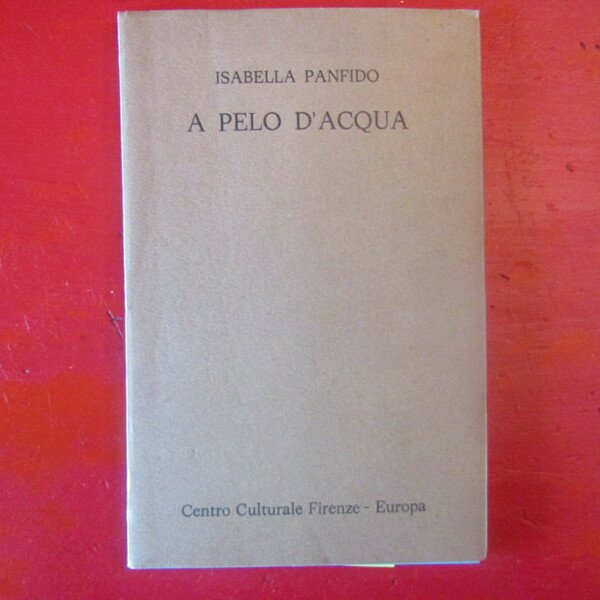 ISABELLA PANFIDO
A PELO D'ACQUA
Centro Culturale Firenze - Europa